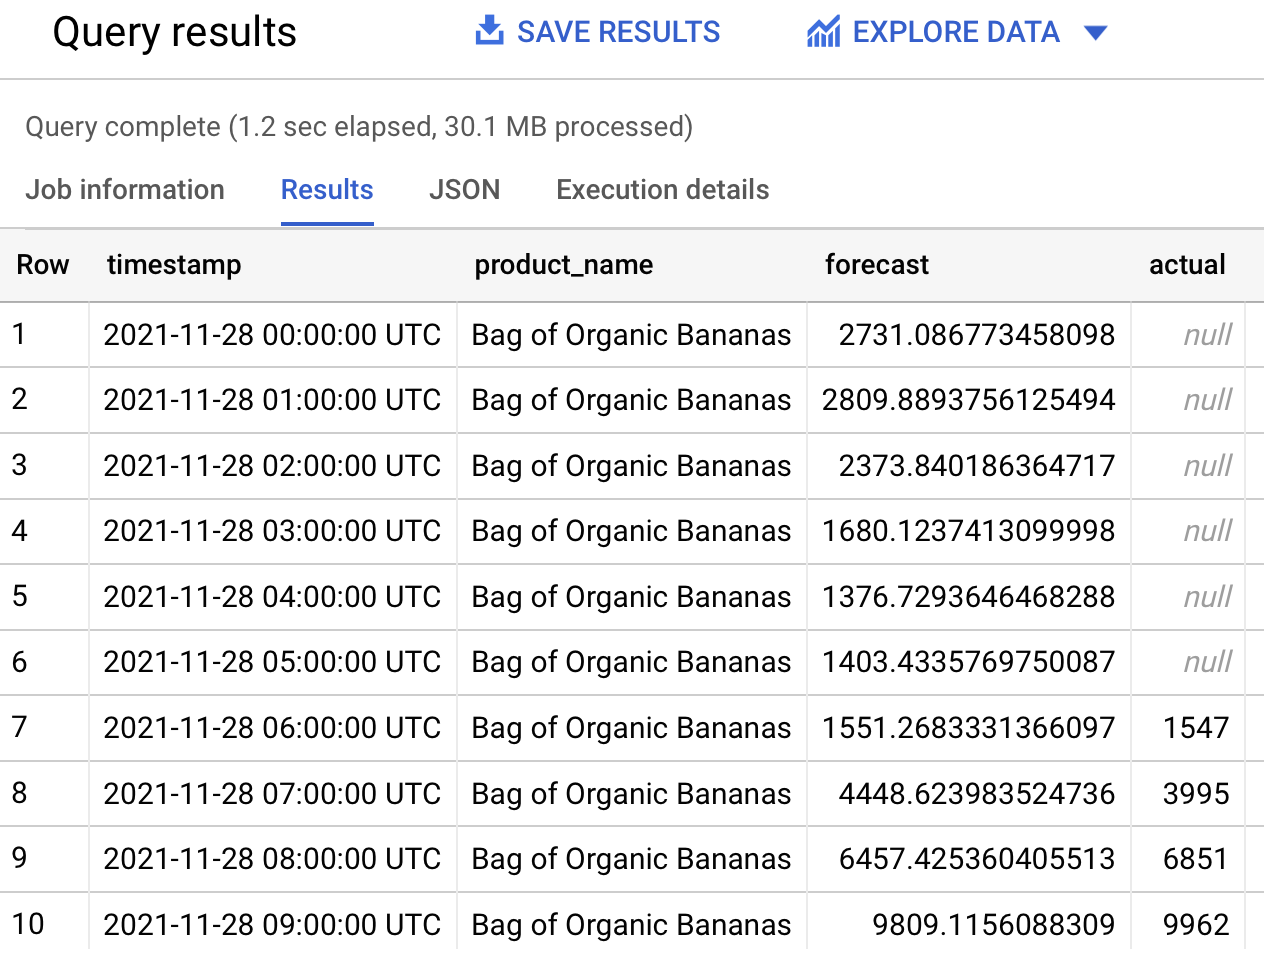 Query results SAVE RESULTS EXPLORE DATA
Query complete (1.2 sec elapsed, 30.1 MB processed)
Job information Results JSON Execution details
Row timestamp product_name forecast actual
1 2021-11-28 00:00:00 UTC Bag of Organic Bananas 2731.086773458098 null
2 2021-11-28 01:00:00 UTC Bag of Organic Bananas 2809.8893756125494 null
3 2021-11-28 02:00:00 UTC Bag of Organic Bananas 2373.840186364717 null
4 2021-11-28 03:00:00 UTC Bag of Organic Bananas 1680.1237413099998 null
5 2021-11-28 04:00:00 UTC Bag of Organic Bananas 1376.7293646468288 null
6 2021-11-28 05:00:00 UTC Bag of Organic Bananas 1403.4335769750087 null
7 2021-11-28 06:00:00 UTC Bag of Organic Bananas 1551.2683331366097 1547
8 2021-11-28 07:00:00 UTC Bag of Organic Bananas 4448.623983524736 3995
9 2021-11-28 08:00:00 UTC Bag of Organic Bananas 6457.425360405513 6851
10 2021-11-28 09:00:00 UTC Bag of Organic Bananas 9809.1156088309 9962